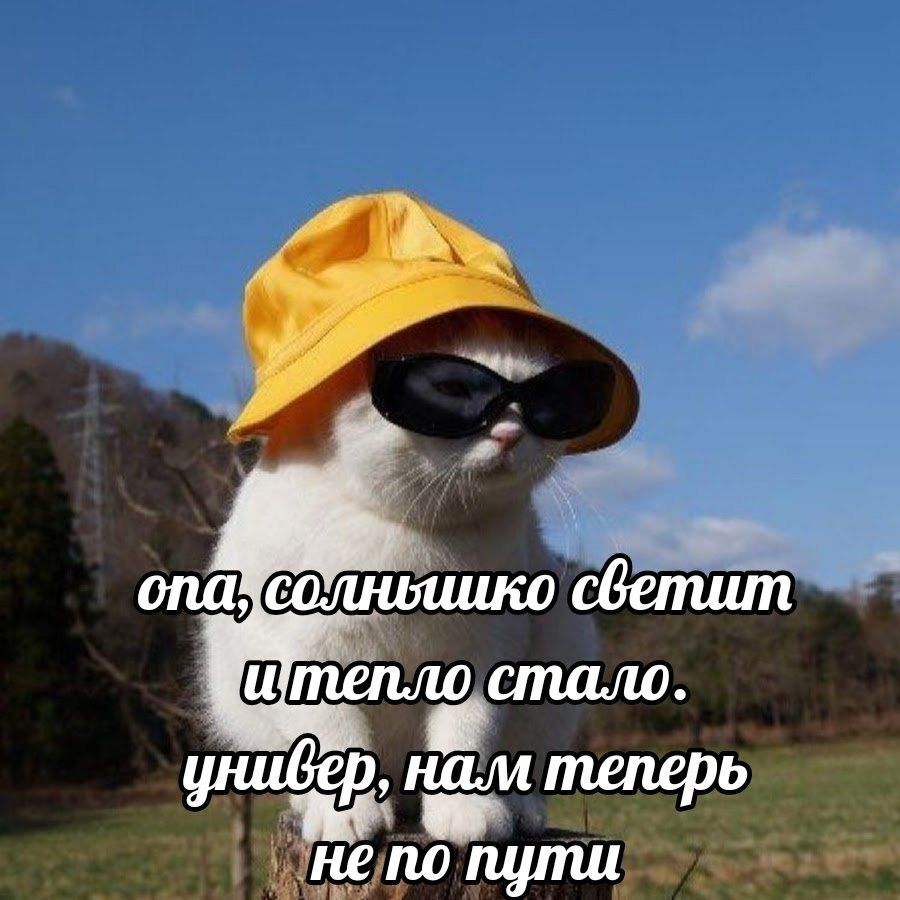 опа, солнышко светит
и тепло стало.
универ, нам теперь
не по пути